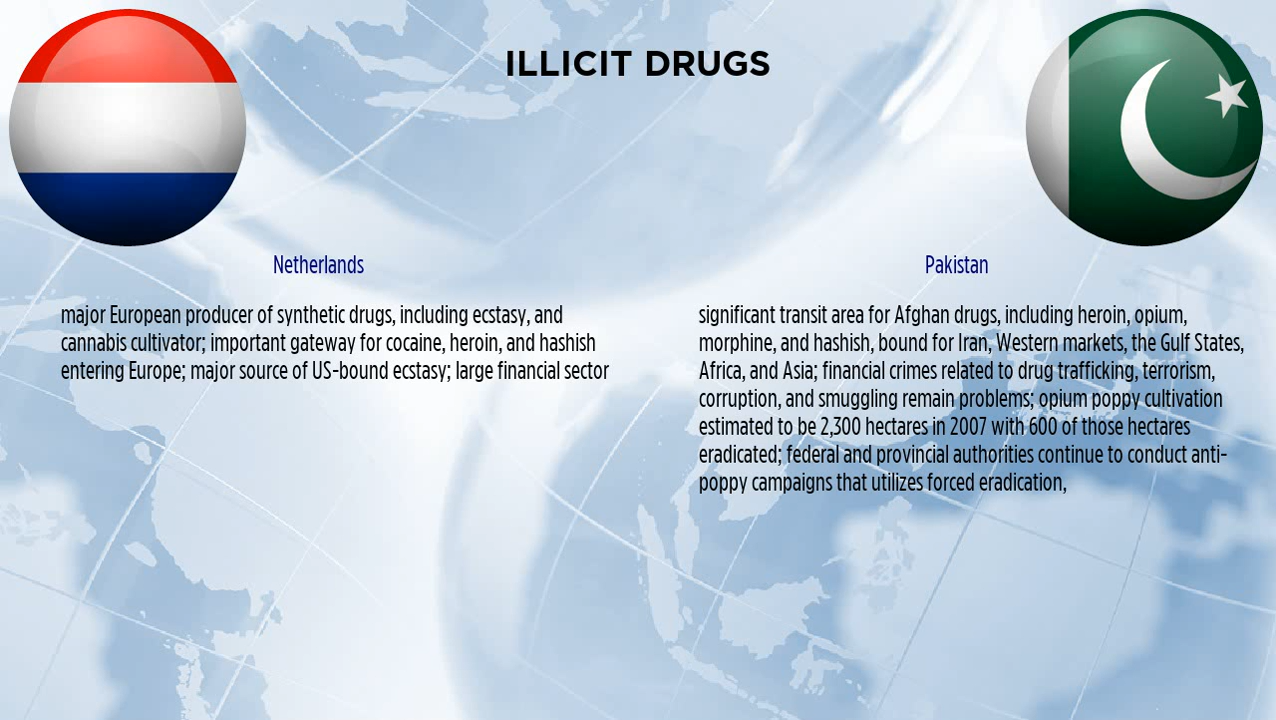 ILLICIT DRUGS
Netherlands
major European producer of synthetic drugs, including ecstasy, and
cannabis cultivator; important gateway for cocaine, heroin, and hashish
entering Europe; major source of US-bound ecstasy; large financial sector
Pakistan
significant transit area for Afghan drugs, including heroin, opium,
morphine, and hashish, bound for Iran, Western markets, the Gulf States,
Africa, and Asia; financial crimes related to drug trafficking, terrorism,
corruption, and smuggling remain problems; opium poppy cultivation
estimated to be 2,300 hectares in 2007 with 600 of those hectares
eradicated; federal and provincial authorities continue to conduct anti-
poppy campaigns that utilizes forced eradication,